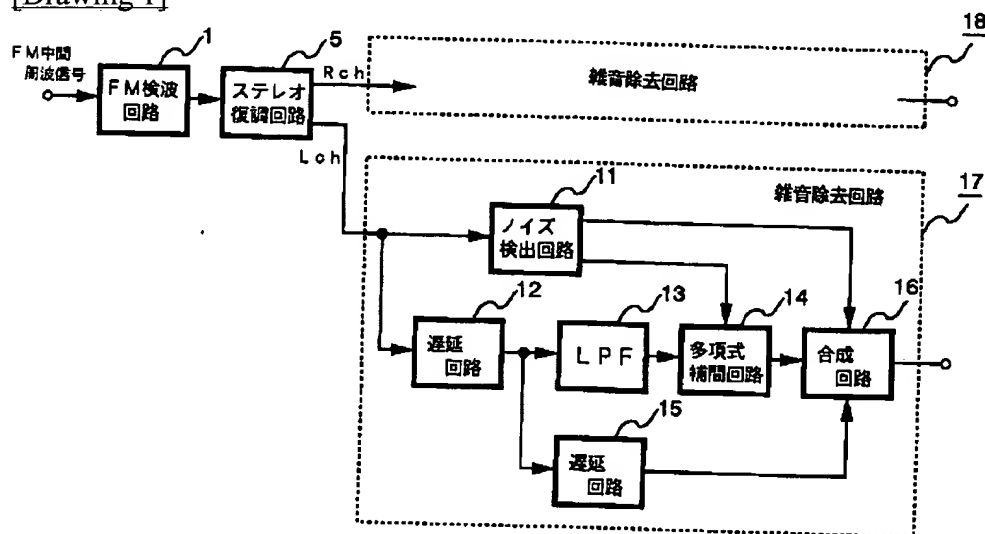 [Drawing 1]
18
1
5
FM中間
周波信号
Rch
雑音除去回路
FM検波
回路
ステレオ
復調回路
Lch
17
11
雑音除去回路
ノイズ
検出回路
12
13
14
16
遅延
回路
LPF
多項式
補間回路
合成
回路
15
遅延
回路